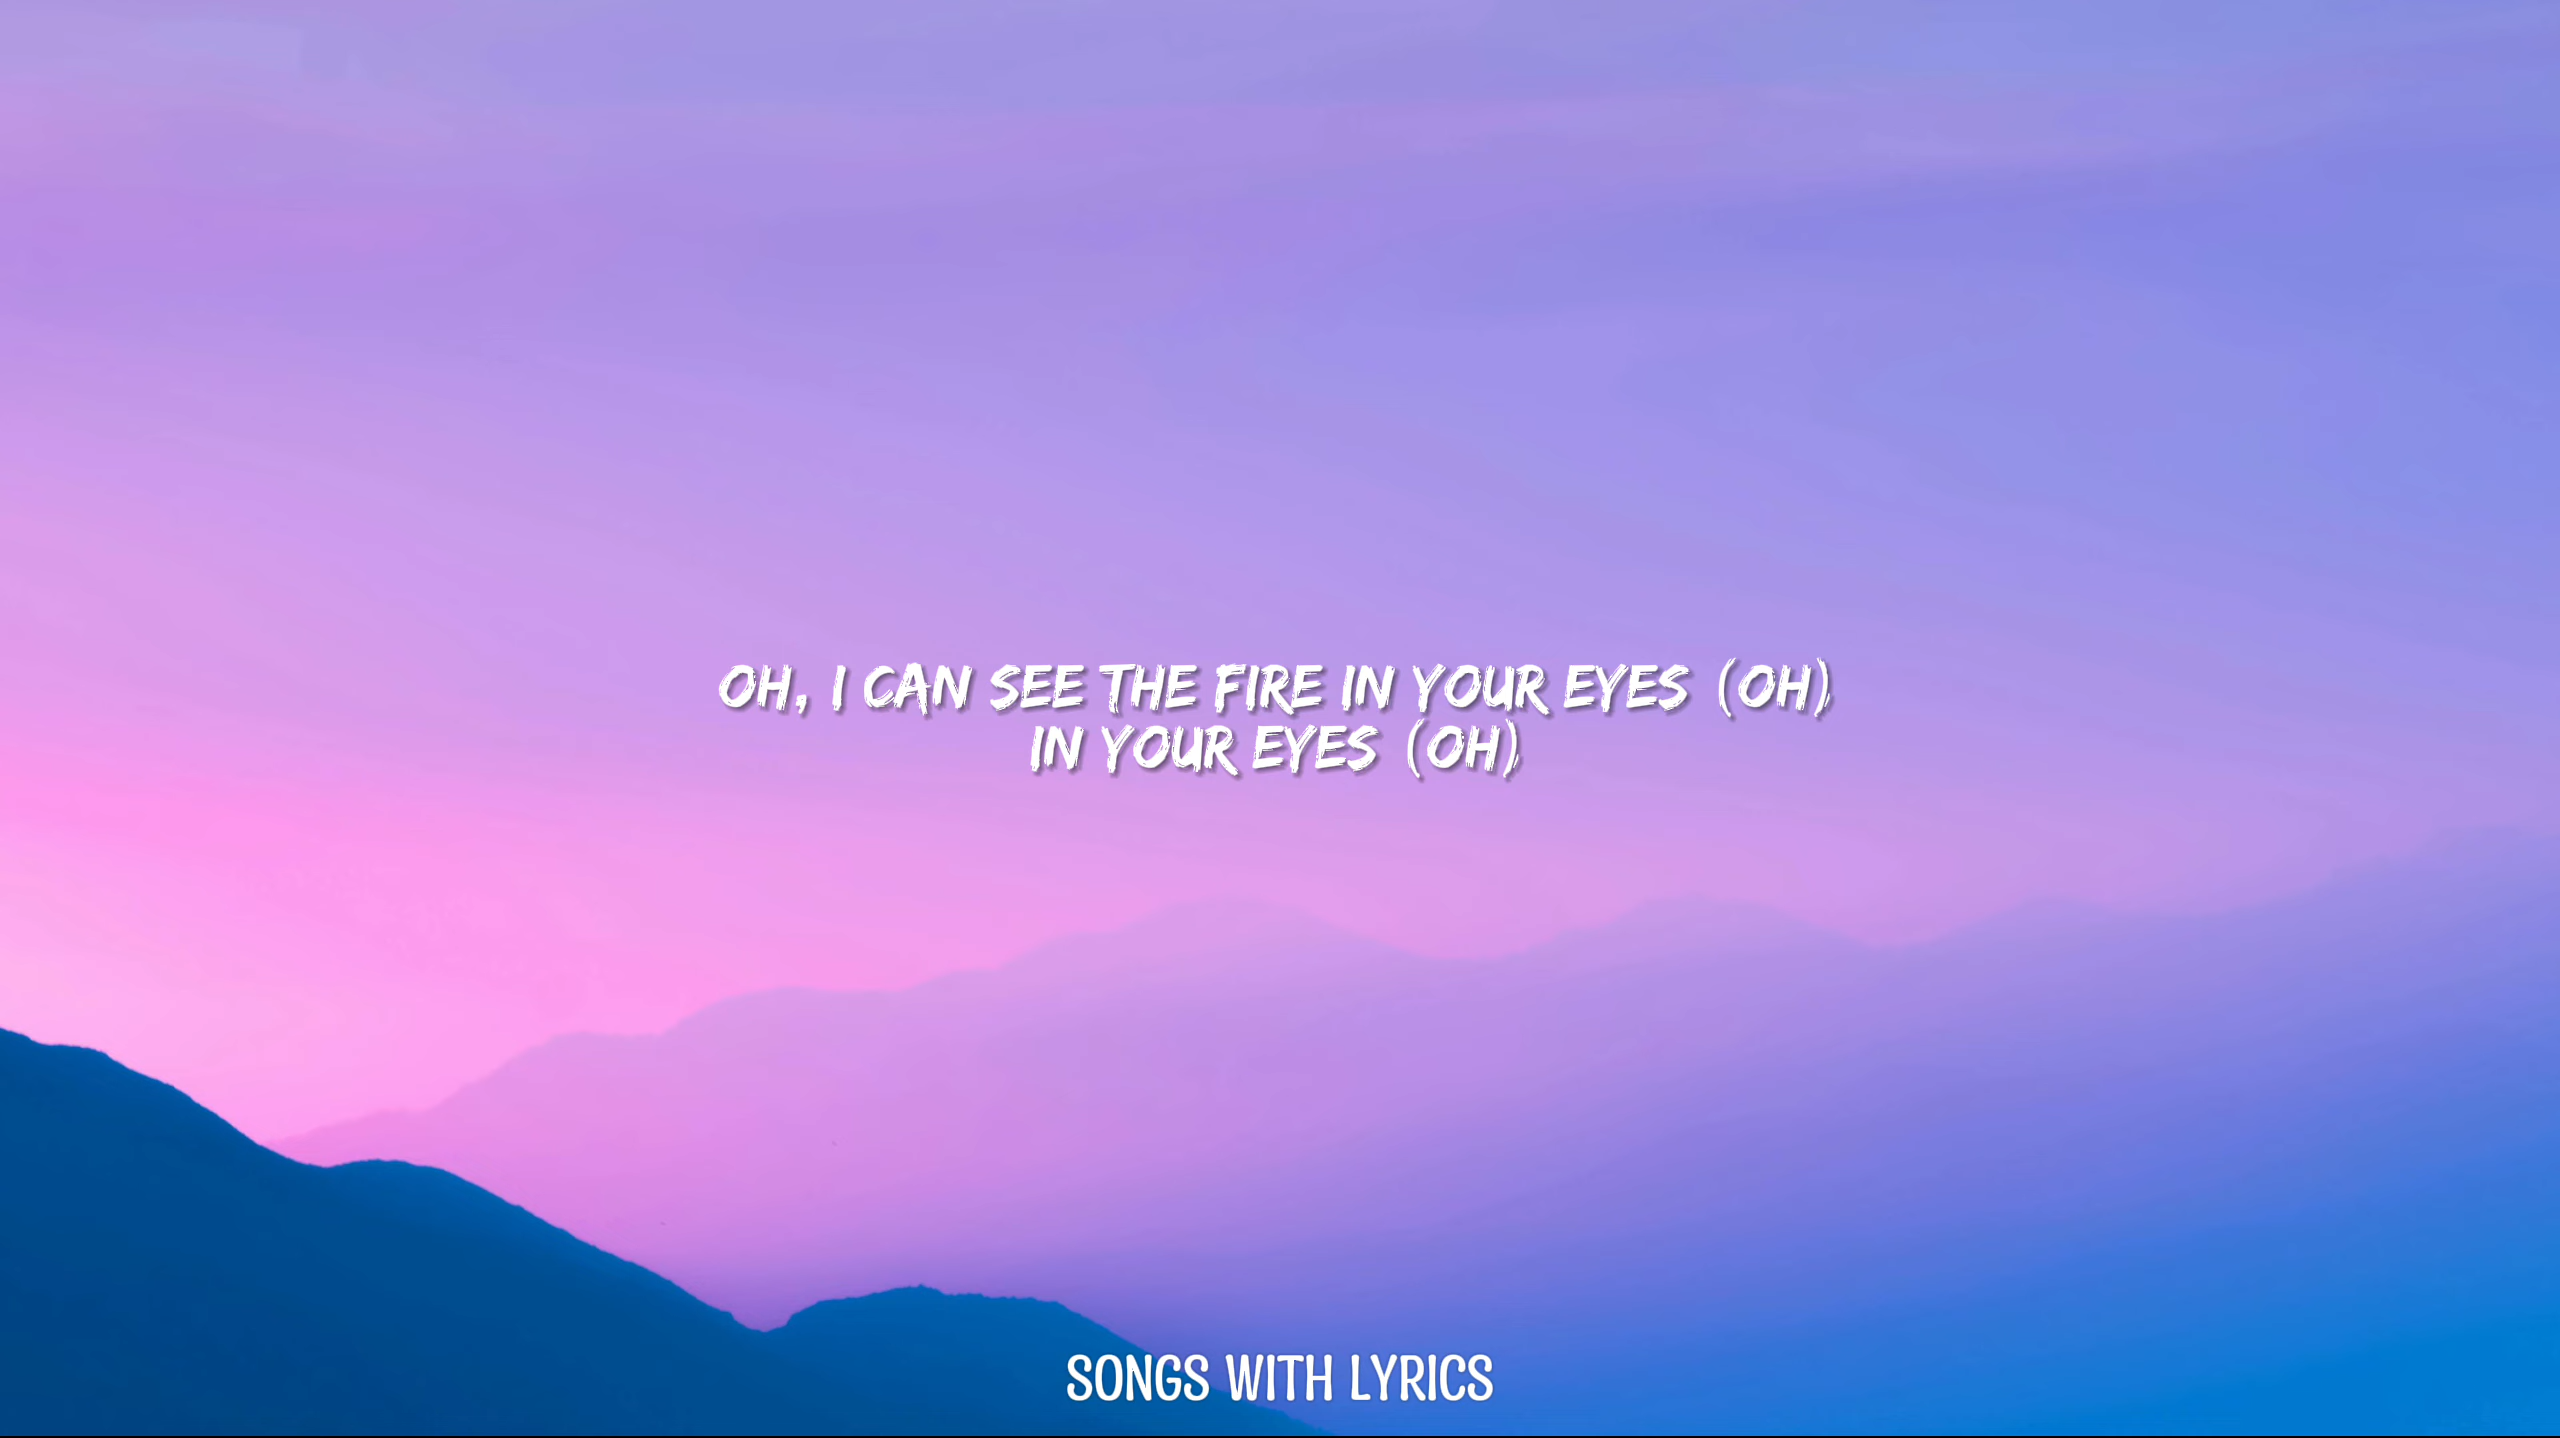 OH, I CAN SEE THE FIRE IN YOUR EYES (OH)
IN YOUR EYES (OH)
SONGS WITH LYRICS